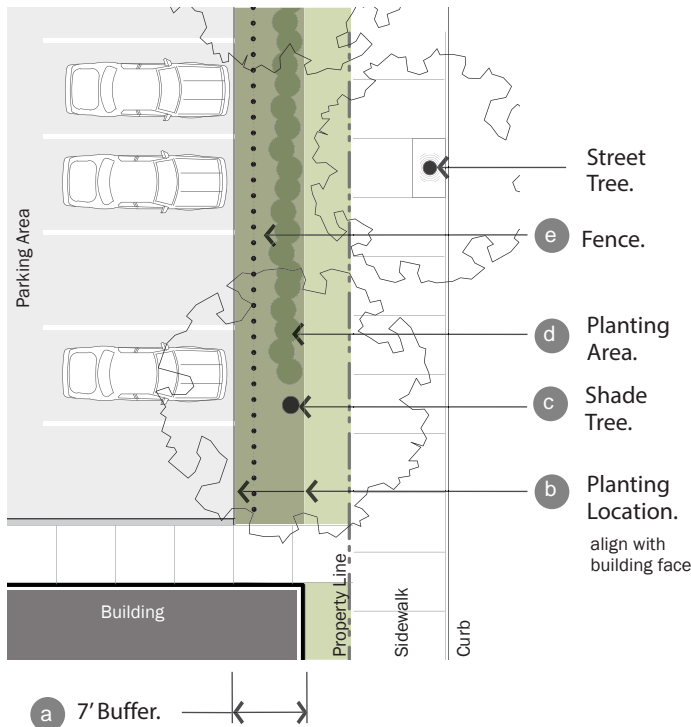 Parking Area
Street
Tree.
e Fence.
d Planting
Area.
c Shade
Tree.
b Planting
Location.
align with
building face
Building
Property Line
Sidewalk
Curb
a 7' Buffer.